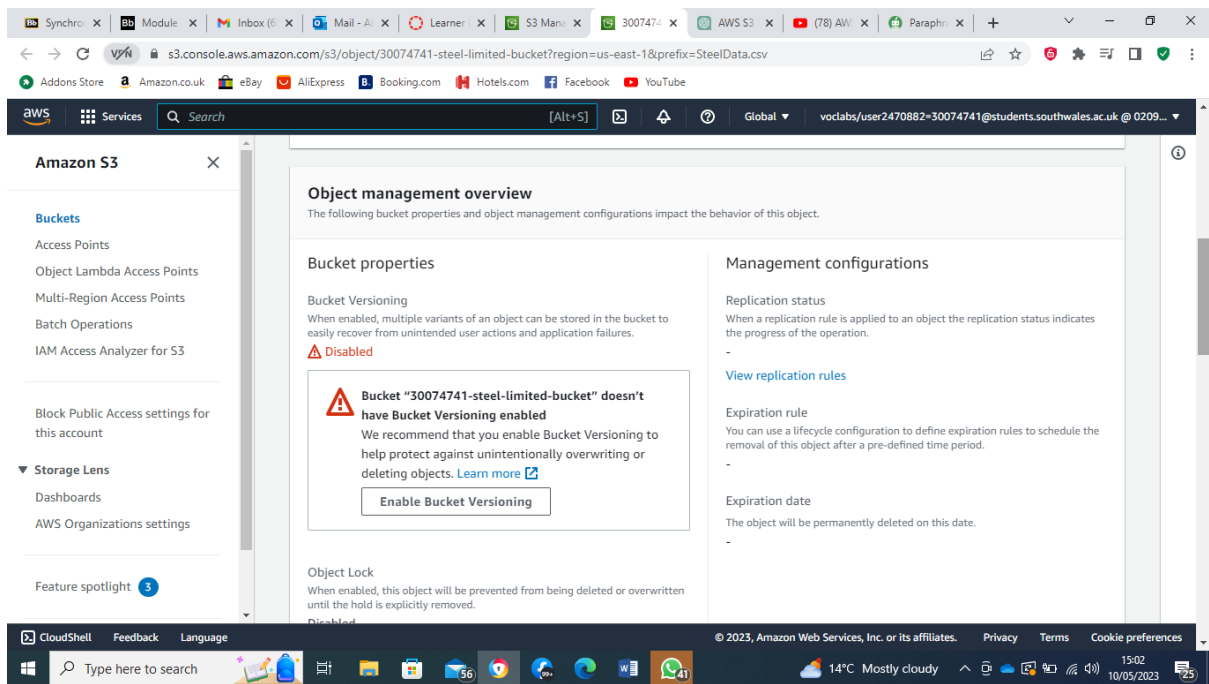 Synchro
Module
Inbox (6
Mail - Al
Learner
S3 Mana
3007474
AWS S3
(78) AW
Paraphr
VPN s3.console.aws.amazon.com/s3/object/30074741-steel-limited-bucket?region=us-east-1&prefix=SteelData.csv
Addons Store Amazon.co.uk eBay AliExpress Booking.com Hotels.com Facebook YouTube
aws Services Search [Alt+S] Global voclabs/user2470882=30074741@students.southwales.ac.uk @ 0209...
Amazon S3
Buckets
Access Points
Object Lambda Access Points
Multi-Region Access Points
Batch Operations
IAM Access Analyzer for S3
Block Public Access settings for
this account
Storage Lens
Dashboards
AWS Organizations settings
Feature spotlight 3
Object management overview
The following bucket properties and object management configurations impact the behavior of this object.
Bucket properties
Bucket Versioning
When enabled, multiple variants of an object can be stored in the bucket to
easily recover from unintended user actions and application failures.
Disabled
Bucket "30074741-steel-limited-bucket" doesn't
have Bucket Versioning enabled
We recommend that you enable Bucket Versioning to
help protect against unintentionally overwriting or
deleting objects. Learn more
Enable Bucket Versioning
Object Lock
When enabled, this object will be prevented from being deleted or overwritten
until the hold is explicitly removed.
Disabled
Management configurations
Replication status
When a replication rule is applied to an object the replication status indicates
the progress of the operation.
-
View replication rules
Expiration rule
You can use a lifecycle configuration to define expiration rules to schedule the
removal of this object after a pre-defined time period.
-
Expiration date
The object will be permanently deleted on this date.
-
CloudShell Feedback Language © 2023, Amazon Web Services, Inc. or its affiliates. Privacy Terms Cookie preferences
Type here to search 56 99+ 41 14°C Mostly cloudy 15:02
10/05/2023 25